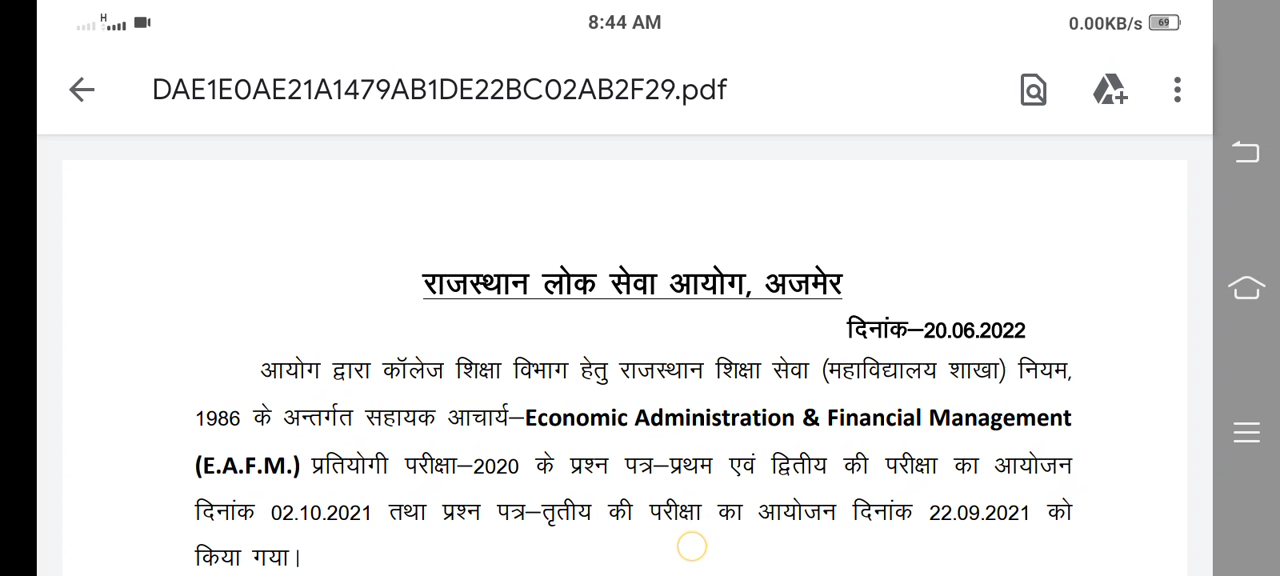 H
8:44 AM
0.00KB/s 69
DAE1E0AE21A1479AB1DE22BC02AB2F29.pdf
राजस्थान लोक सेवा आयोग, अजमेर
दिनांक–20.06.2022
आयोग द्वारा कॉलेज शिक्षा विभाग हेतु राजस्थान शिक्षा सेवा (महाविद्यालय शाखा) नियम,
1986 के अन्तर्गत सहायक आचार्य–Economic Administration & Financial Management
(E.A.F.M.) प्रतियोगी परीक्षा–2020 के प्रश्न पत्र–प्रथम एवं द्वितीय की परीक्षा का आयोजन
दिनांक 02.10.2021 तथा प्रश्न पत्र–तृतीय की परीक्षा का आयोजन दिनांक 22.09.2021 को
किया गया।